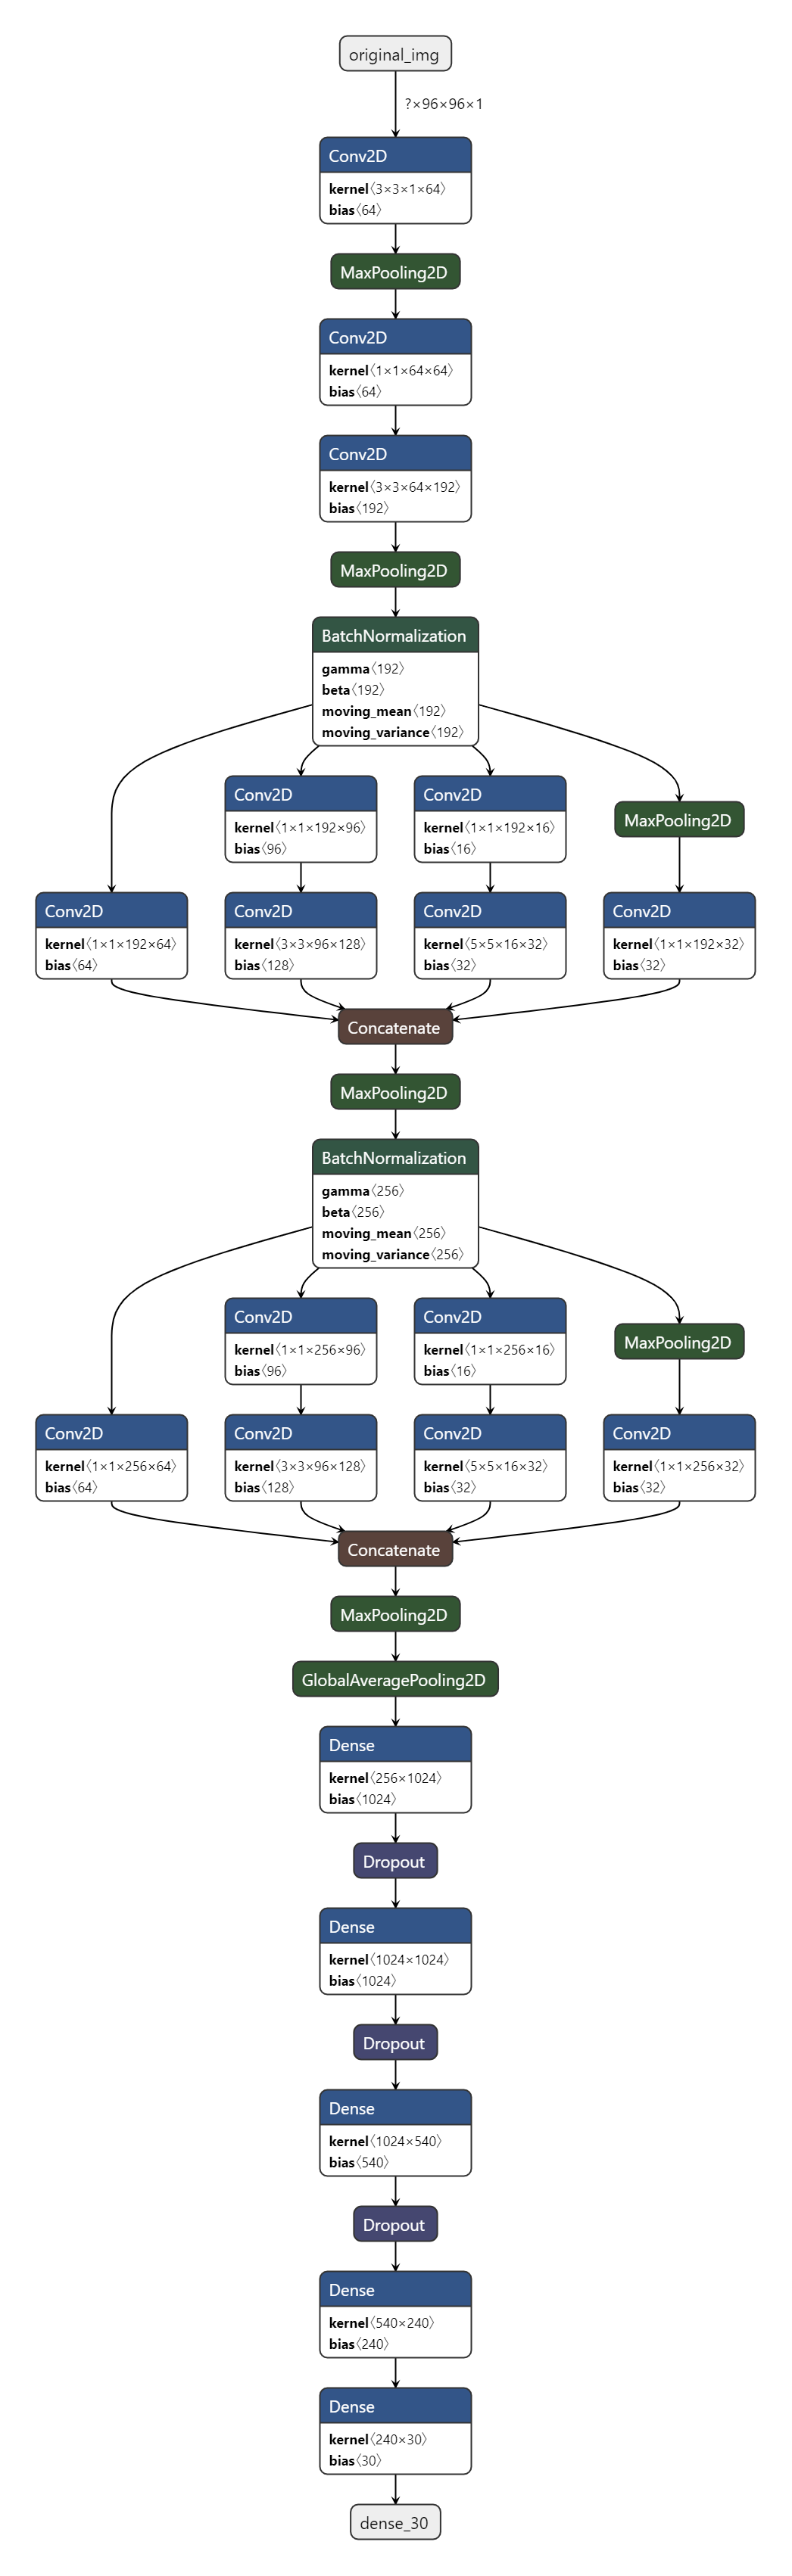 original_img
?×96×96×1
Conv2D
kernel〈3×3×1×64〉
bias〈64〉
MaxPooling2D
Conv2D
kernel〈1×1×64×64〉
bias〈64〉
Conv2D
kernel〈3×3×64×192〉
bias〈192〉
MaxPooling2D
BatchNormalization
gamma〈192〉
beta〈192〉
moving_mean〈192〉
moving_variance〈192〉
Conv2D
kernel〈1×1×192×96〉
bias〈96〉
Conv2D
kernel〈1×1×192×16〉
bias〈16〉
MaxPooling2D
Conv2D
kernel〈1×1×192×64〉
bias〈64〉
Conv2D
kernel〈3×3×96×128〉
bias〈128〉
Conv2D
kernel〈5×5×16×32〉
bias〈32〉
Conv2D
kernel〈1×1×192×32〉
bias〈32〉
Concatenate
MaxPooling2D
BatchNormalization
gamma〈256〉
beta〈256〉
moving_mean〈256〉
moving_variance〈256〉
Conv2D
kernel〈1×1×256×96〉
bias〈96〉
Conv2D
kernel〈1×1×256×16〉
bias〈16〉
MaxPooling2D
Conv2D
kernel〈1×1×256×64〉
bias〈64〉
Conv2D
kernel〈3×3×96×128〉
bias〈128〉
Conv2D
kernel〈5×5×16×32〉
bias〈32〉
Conv2D
kernel〈1×1×256×32〉
bias〈32〉
Concatenate
MaxPooling2D
GlobalAveragePooling2D
Dense
kernel〈256×1024〉
bias〈1024〉
Dropout
Dense
kernel〈1024×1024〉
bias〈1024〉
Dropout
Dense
kernel〈1024×540〉
bias〈540〉
Dropout
Dense
kernel〈540×240〉
bias〈240〉
Dense
kernel〈240×30〉
bias〈30〉
dense_30